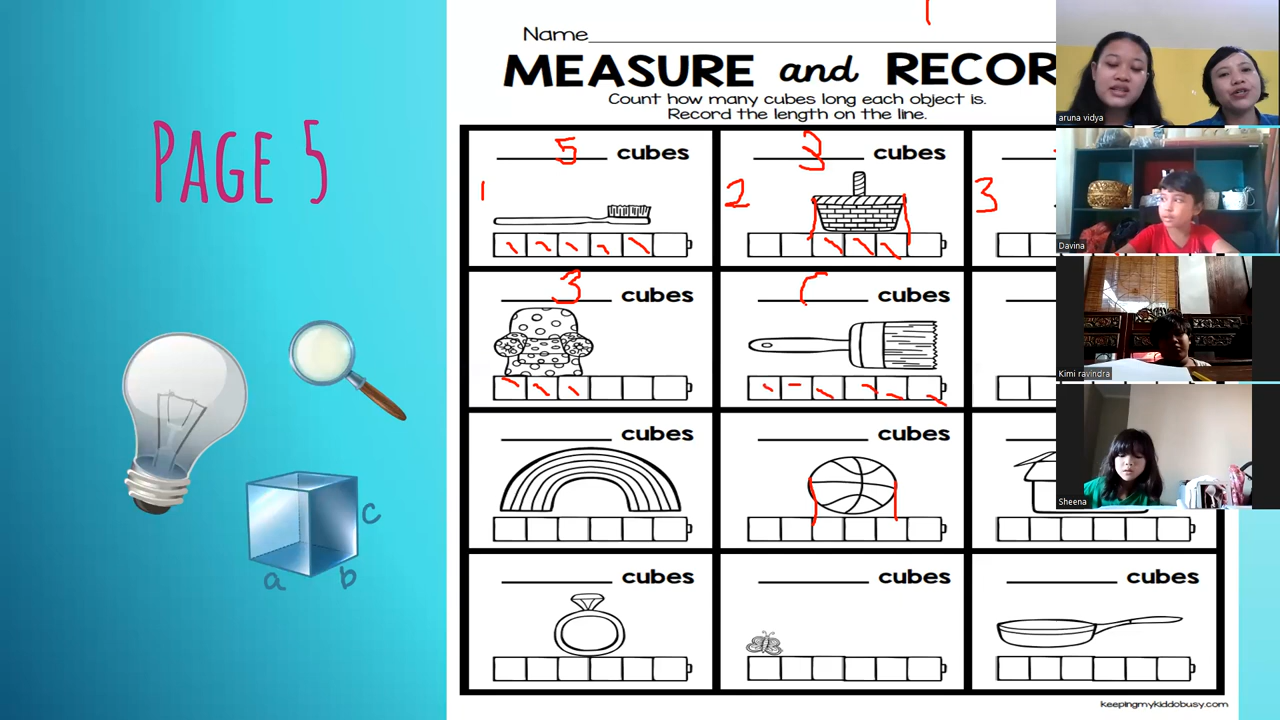 PAGE 5
a
b
c
Name
MEASURE and RECOR
Count how many cubes long each object is.
Record the length on the line.
1
5 cubes
2
3 cubes
3
3 cubes
cubes
cubes
cubes
cubes
cubes
cubes
keepingmykiddobusy.com
aruna vidya
Davina
Kimi ravindra
Sheena